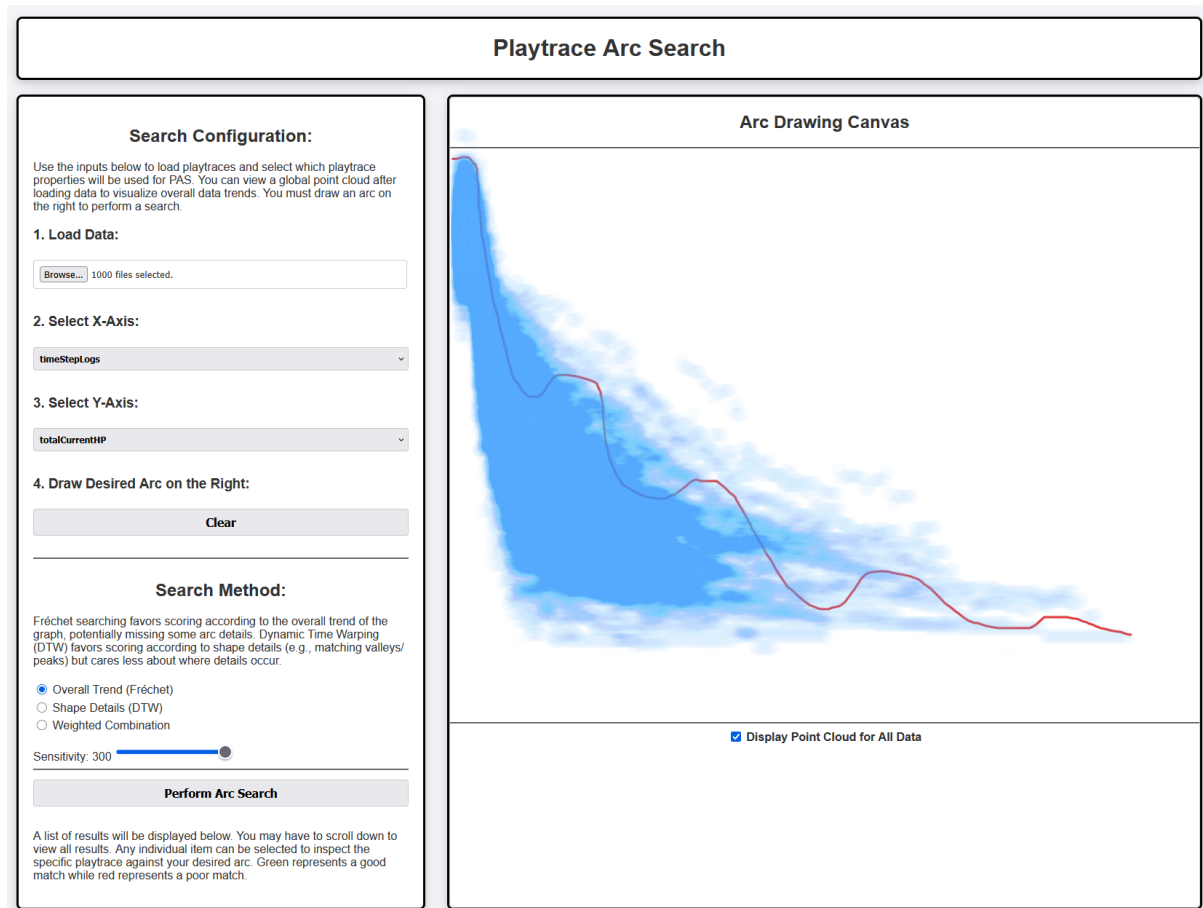 Playtrace Arc Search
Search Configuration:
Use the inputs below to load playtraces and select which playtrace
properties will be used for PAS. You can view a global point cloud after
loading data to visualize overall data trends. You must draw an arc on
the right to perform a search.
1. Load Data:
Browse... 1000 files selected.
2. Select X-Axis:
timeStepLogs
3. Select Y-Axis:
totalCurrentHP
4. Draw Desired Arc on the Right:
Clear
Search Method:
Fréchet searching favors scoring according to the overall trend of the
graph, potentially missing some arc details. Dynamic Time Warping
(DTW) favors scoring according to shape details (e.g., matching valleys/
peaks) but cares less about where details occur.
Overall Trend (Fréchet)
Shape Details (DTW)
Weighted Combination
Sensitivity: 300
Perform Arc Search
A list of results will be displayed below. You may have to scroll down to
view all results. Any individual item can be selected to inspect the
specific playtrace against your desired arc. Green represents a good
match while red represents a poor match.
Arc Drawing Canvas
Display Point Cloud for All Data